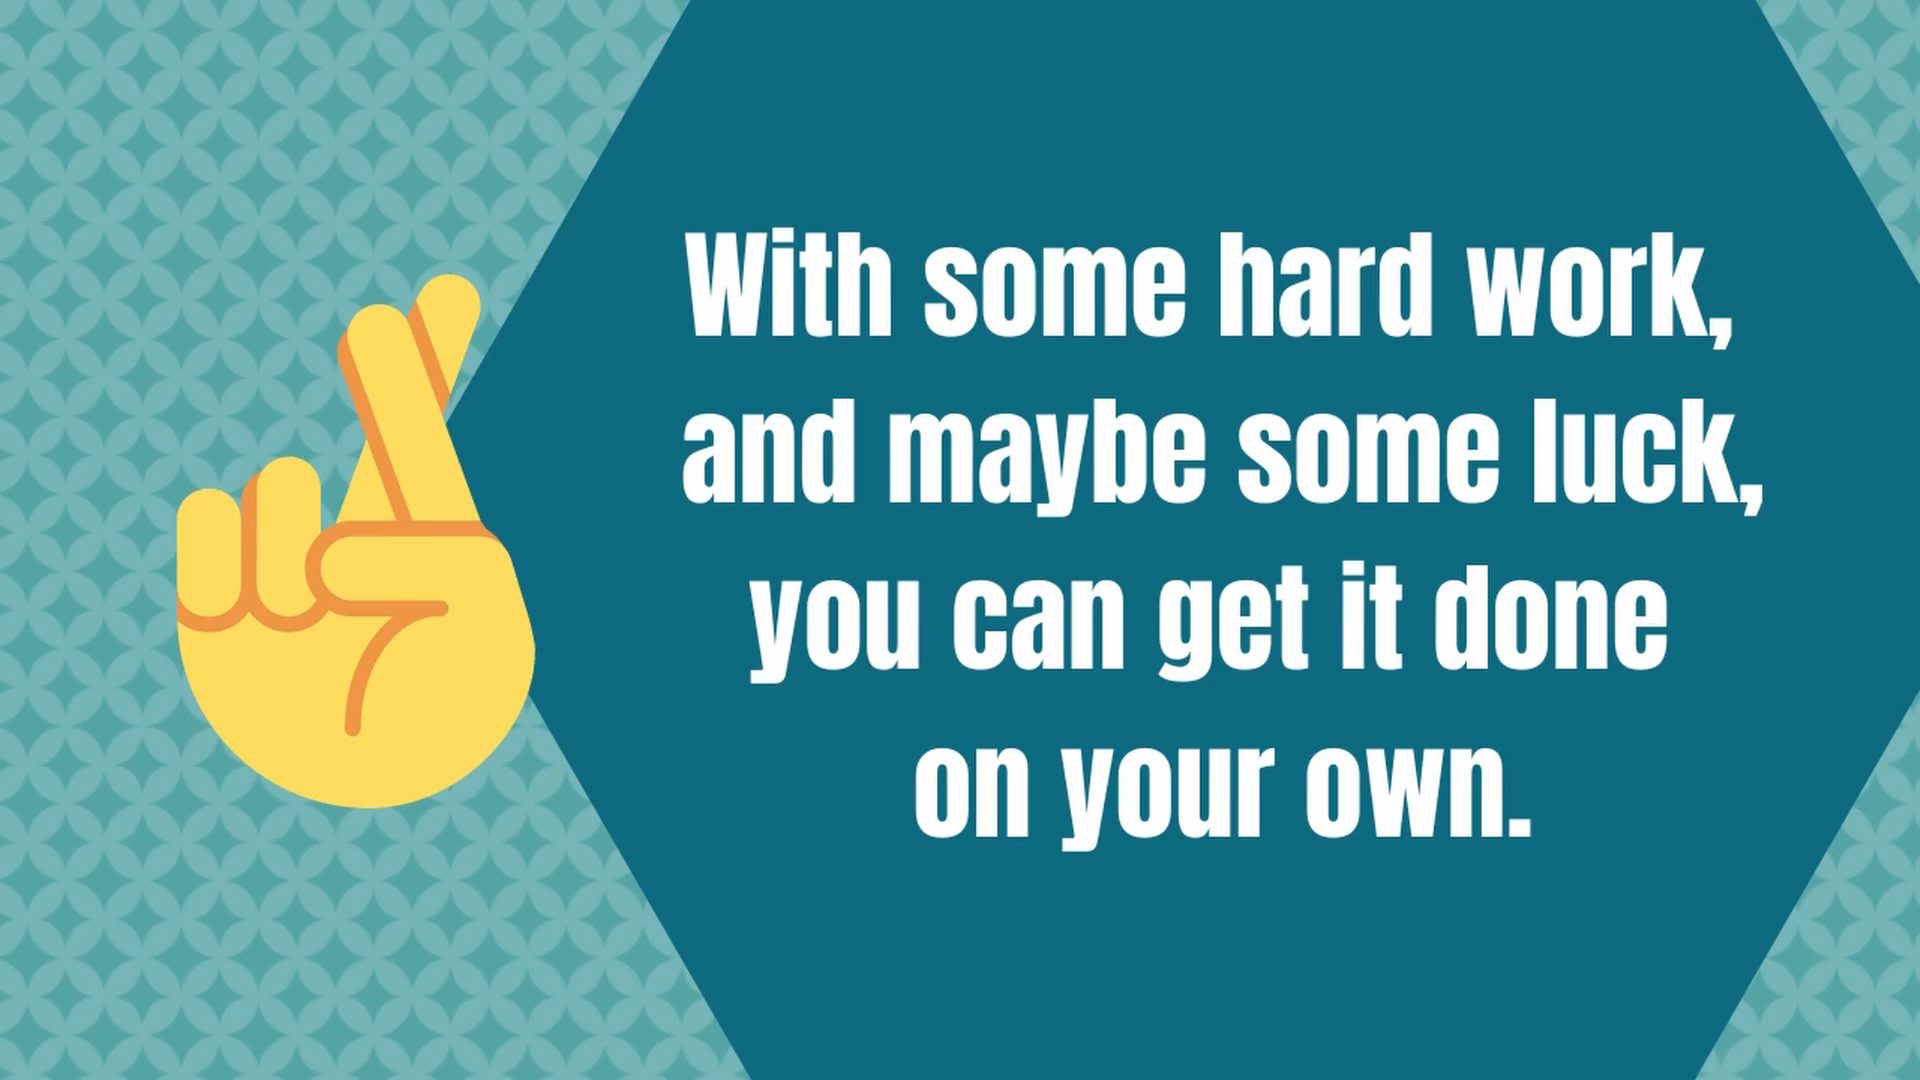 With some hard work,
and maybe some luck,
you can get it done
on your own.